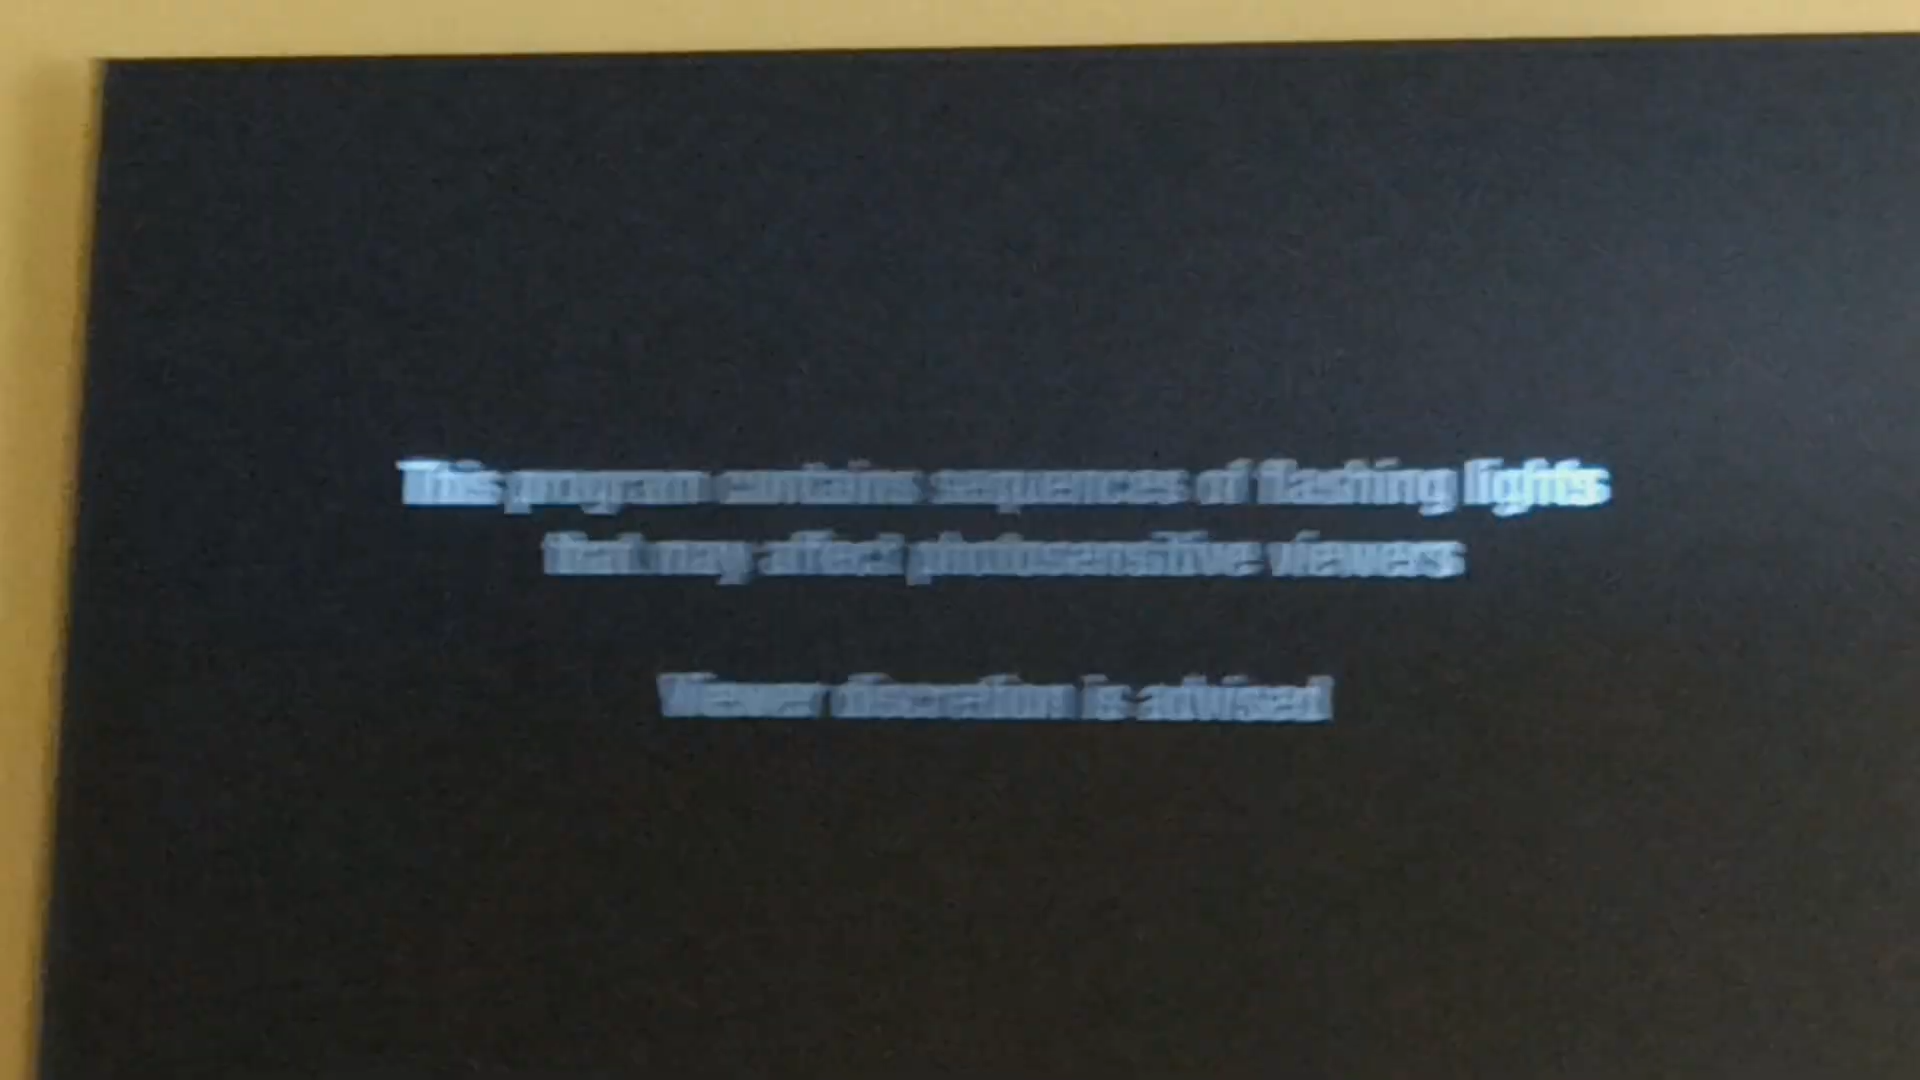 This program contains sequences of flashing lights
that may affect photosensitive viewers
Viewer discretion is advised